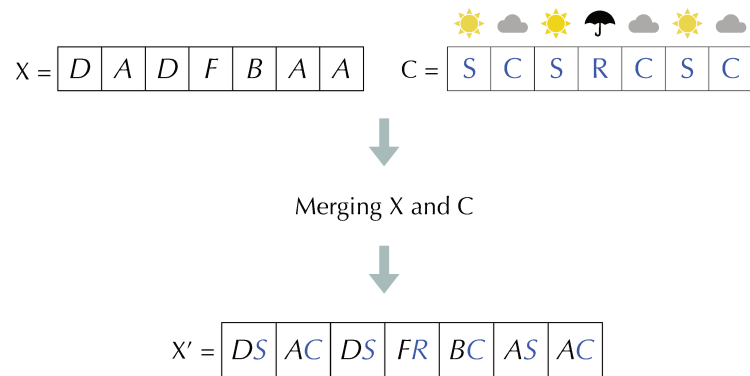 X = D A D F B A A C = S C S R C S C
Merging X and C
X′ = DS AC DS FR BC AS AC